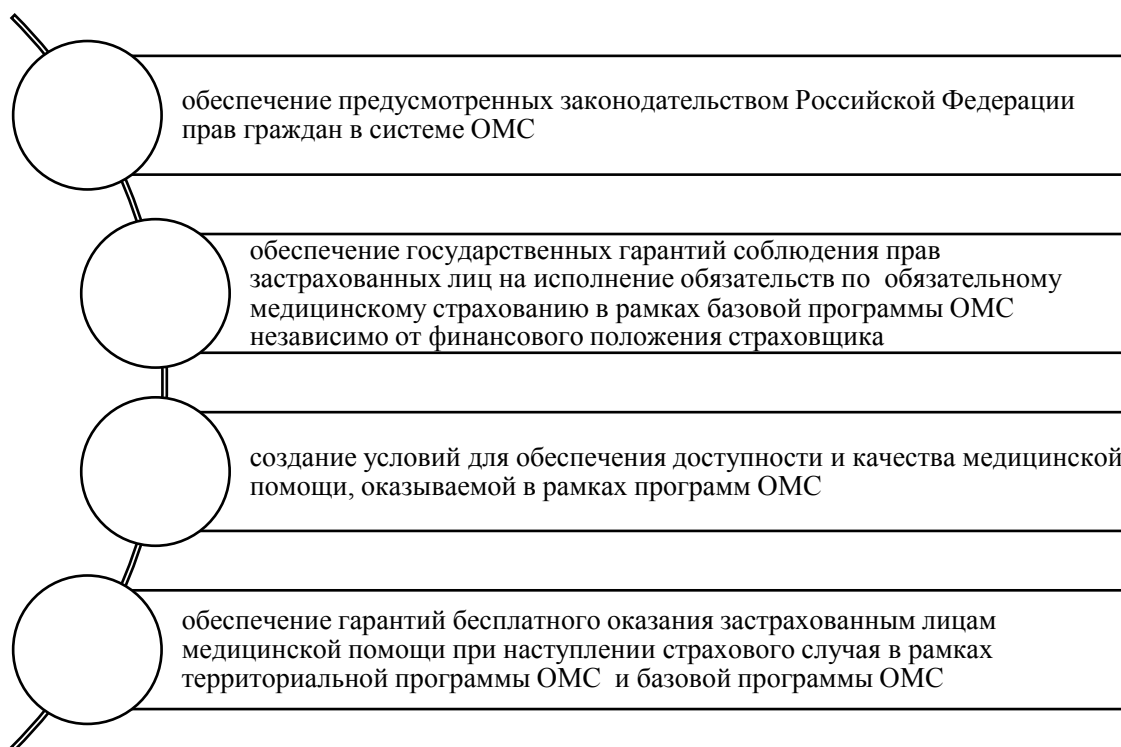 обеспечение предусмотренных законодательством Российской Федерации
прав граждан в системе ОМС
обеспечение государственных гарантий соблюдения прав
застрахованных лиц на исполнение обязательств по  обязательному
медицинскому страхованию в рамках базовой программы ОМС
независимо от финансового положения страховщика
создание условий для обеспечения доступности и качества медицинской
помощи, оказываемой в рамках программ ОМС
обеспечение гарантий бесплатного оказания застрахованным лицам
медицинской помощи при наступлении страхового случая в рамках
территориальной программы ОМС  и базовой программы ОМС